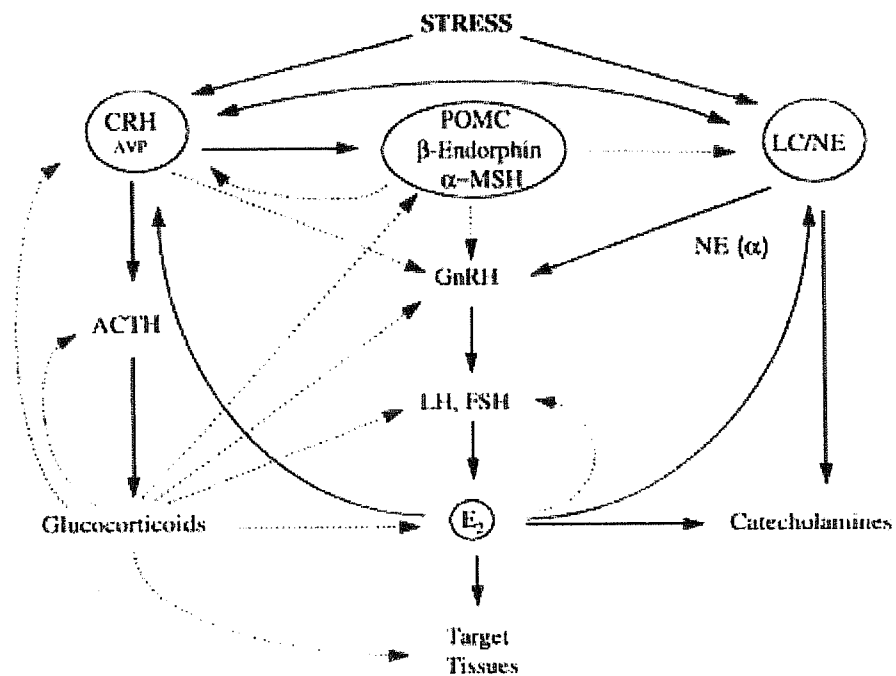 STRESS
CRH
AVP
POMC
β-Endorphin
α-MSH
LC/NE
NE (α)
GnRH
ACTH
LH, FSH
Glucocorticoids
E₂
Catecholamines
Target
Tissues